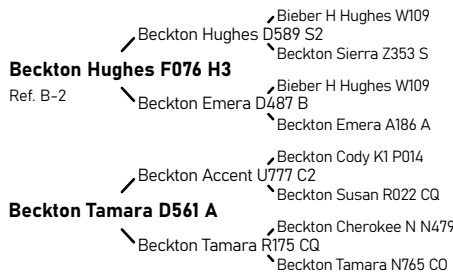 Bieber H Hughes W109
Beckton Hughes D589 S2
Beckton Sierra Z353 S
Beckton Hughes F076 H3
Ref. B-2
Bieber H Hughes W109
Beckton Emera D487 B
Beckton Emera A186 A
Beckton Cody K1 P014
Beckton Accent U777 C2
Beckton Susan R022 CQ
Beckton Tamara D561 A
Beckton Cherokee N N479
Beckton Tamara R175 CQ
Beckton Tamara N765 CO